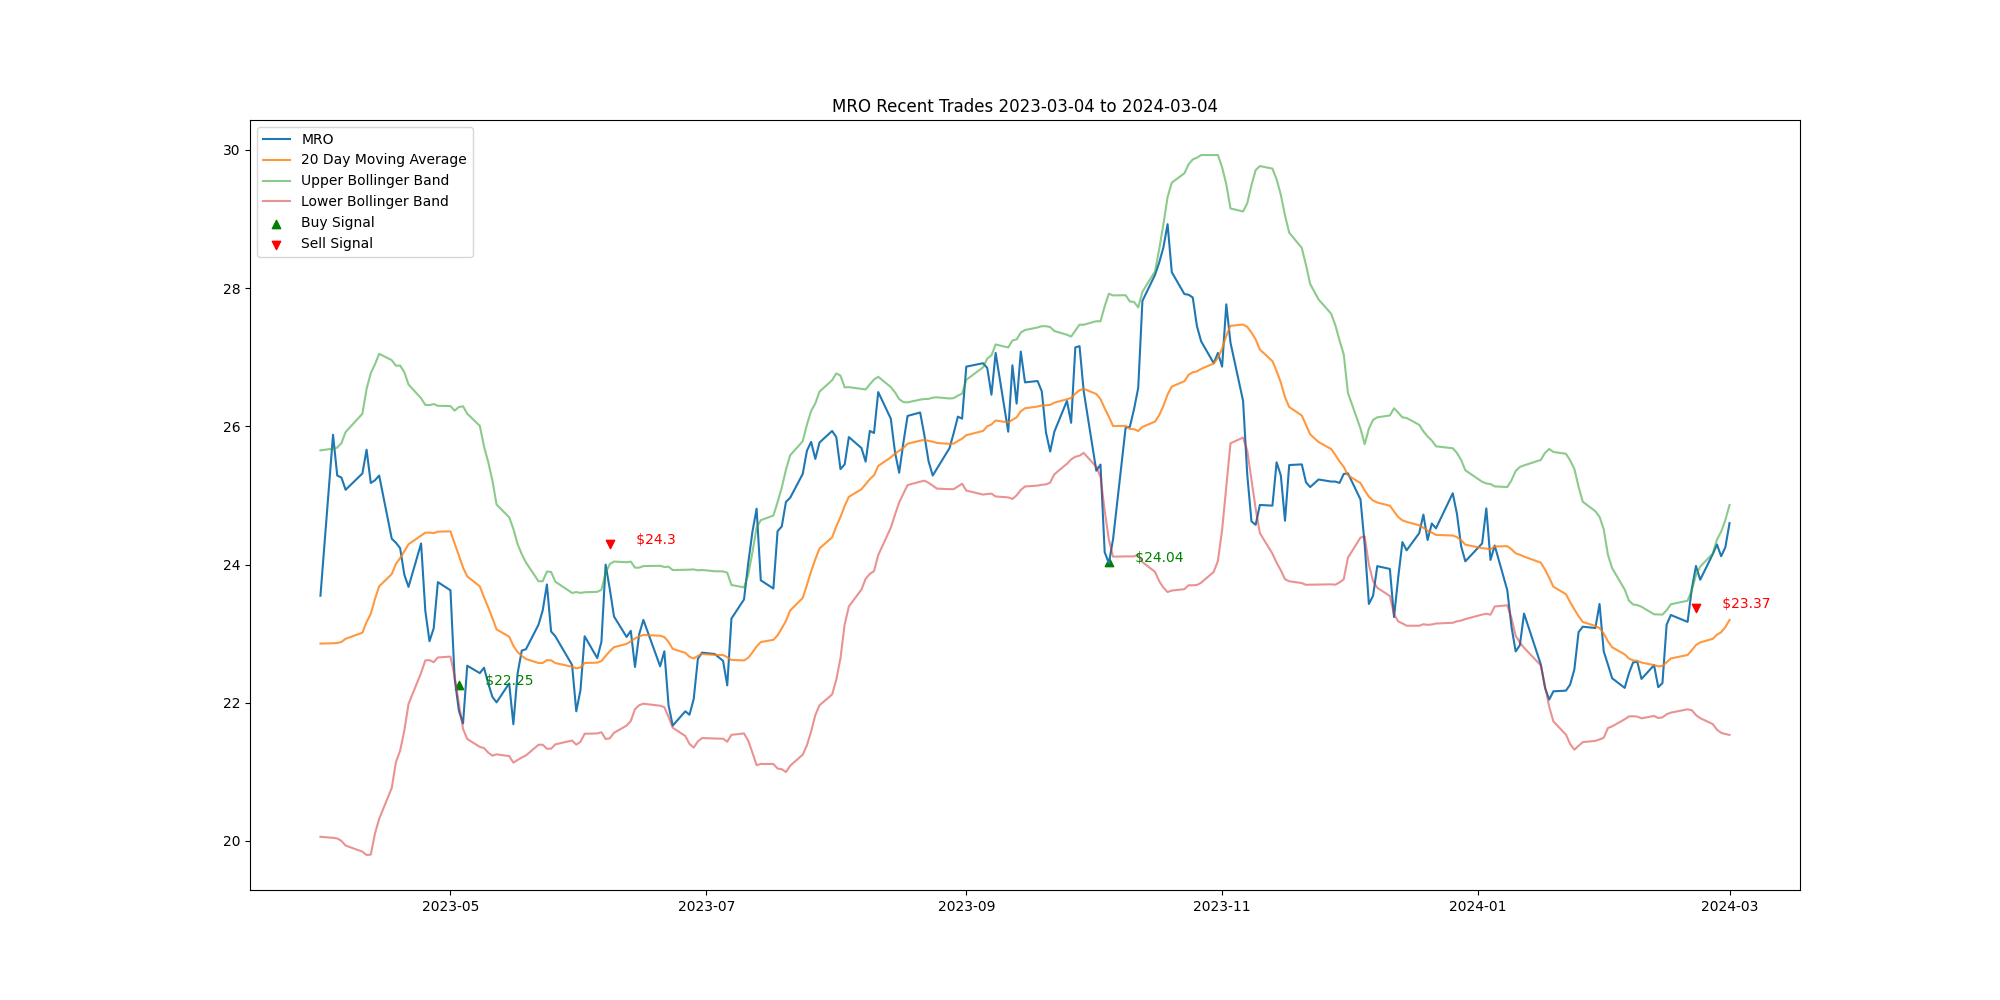 MRO Recent Trades 2023-03-04 to 2024-03-04
MRO
20 Day Moving Average
Upper Bollinger Band
Lower Bollinger Band
Buy Signal
Sell Signal
30
28
26
24
22
20
$22.25
$24.3
$24.04
$23.37
2023-05
2023-07
2023-09
2023-11
2024-01
2024-03